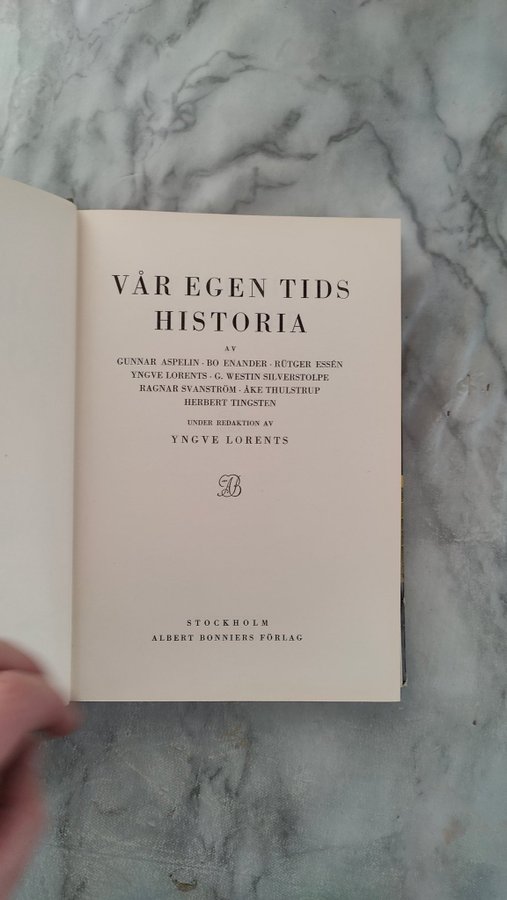 VÅR EGEN TIDS
HISTORIA
AV
GUNNAR ASPELIN · BO ENANDER · RÜTGER ESSÉN
YNGVE LORENTS · G. WESTIN SILVERSTOLPE
RAGNAR SVANSTRÖM · ÅKE THULSTRUP
HERBERT TINGSTEN
UNDER REDAKTION AV
YNGVE LORENTS
AB
STOCKHOLM
ALBERT BONNIERS FÖRLAG